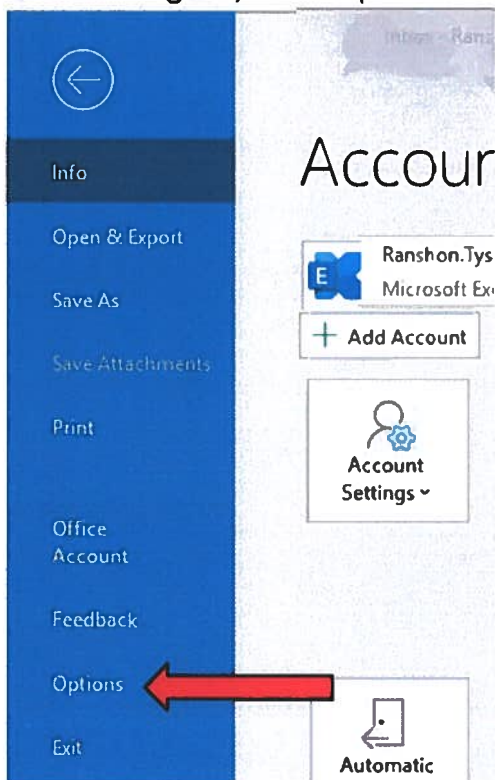 Info
Open & Export
Save As
Save Attachments
Print
Office
Account
Feedback
Options
Exit
Accour
Ranshon.Tys
Microsoft Ex
Add Account
Account
Settings
Automatic